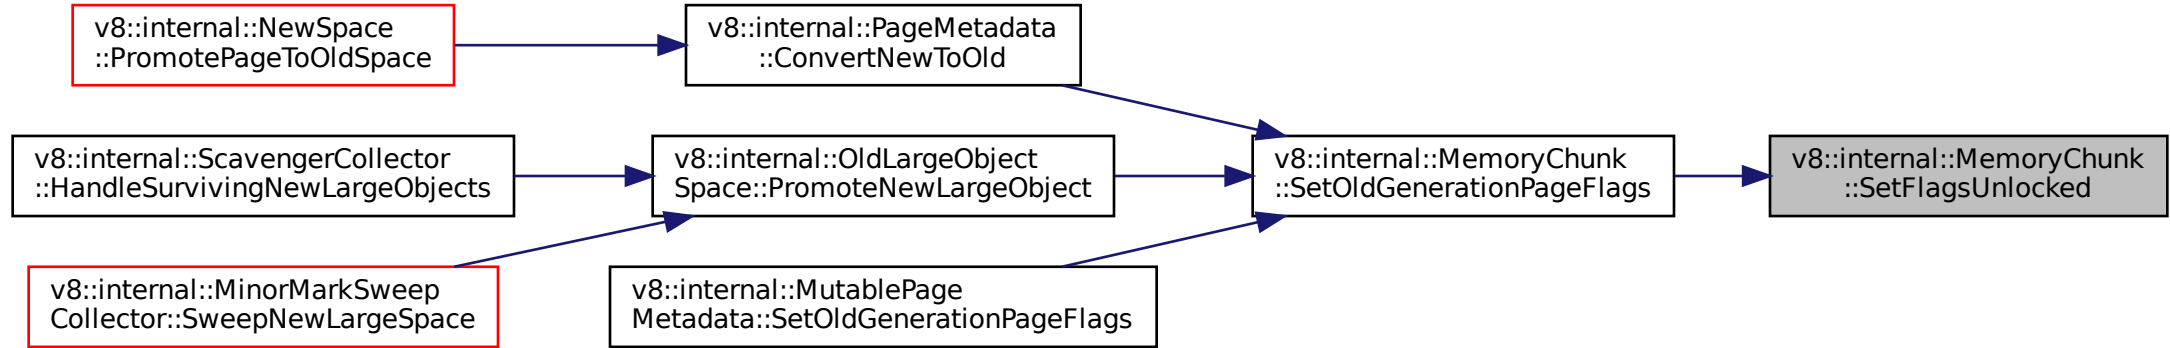 v8::internal::NewSpace
::PromotePageToOldSpace
v8::internal::PageMetadata
::ConvertNewToOld
v8::internal::ScavengerCollector
::HandleSurvivingNewLargeObjects
v8::internal::OldLargeObject
Space::PromoteNewLargeObject
v8::internal::MemoryChunk
::SetOldGenerationPageFlags
v8::internal::MemoryChunk
::SetFlagsUnlocked
v8::internal::MinorMarkSweep
Collector::SweepNewLargeSpace
v8::internal::MutablePage
Metadata::SetOldGenerationPageFlags